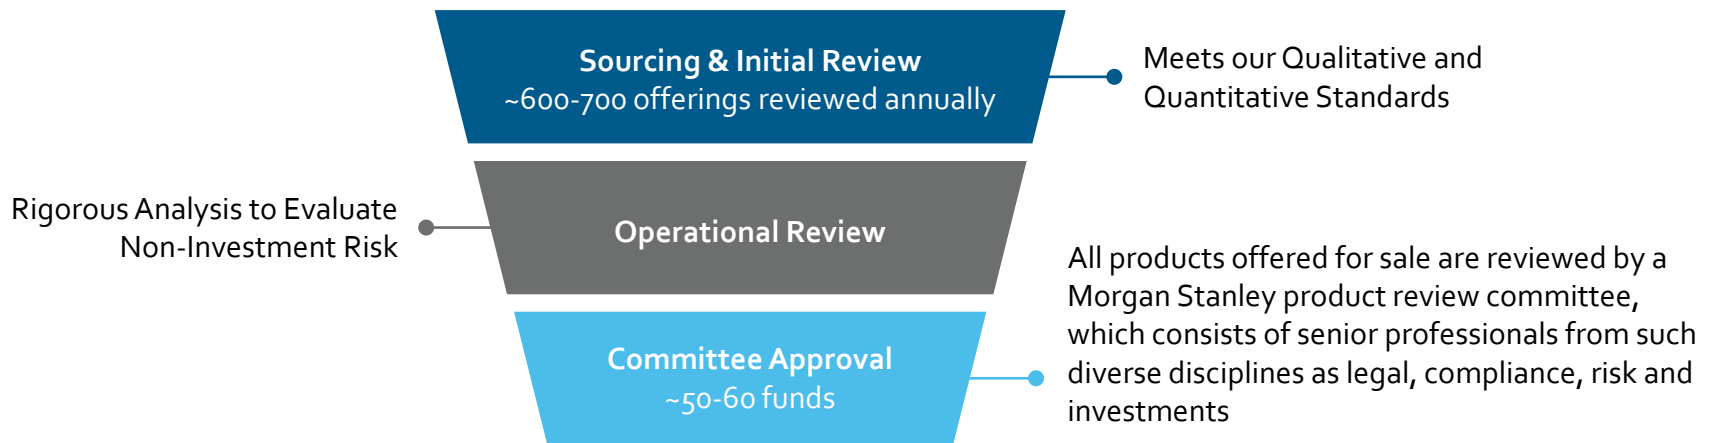 Sourcing & Initial Review
~600-700 offerings reviewed annually
Meets our Qualitative and
Quantitative Standards
Rigorous Analysis to Evaluate
Non-Investment Risk
Operational Review
Committee Approval
~50-60 funds
All products offered for sale are reviewed by a
Morgan Stanley product review committee,
which consists of senior professionals from such
diverse disciplines as legal, compliance, risk and
investments